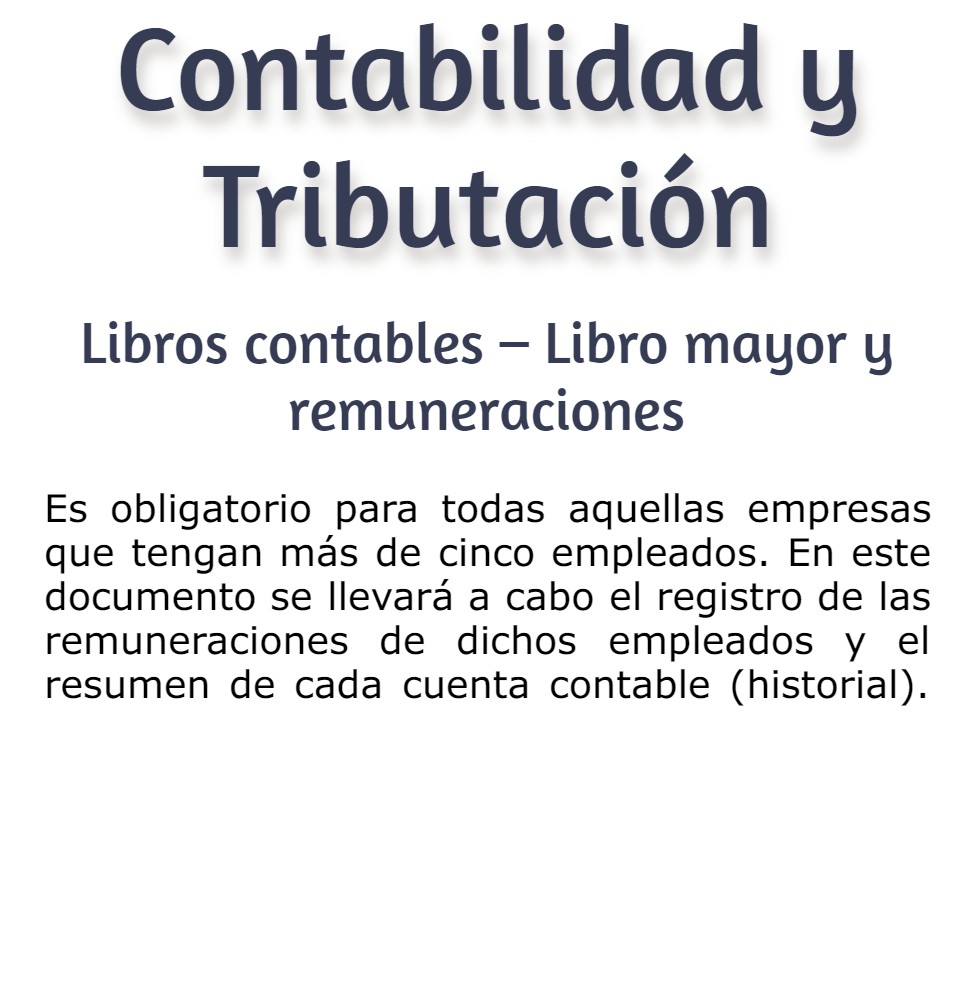 Contabilidad y
Tributación
Libros contables – Libro mayor y
remuneraciones
Es obligatorio para todas aquellas empresas
que tengan más de cinco empleados. En este
documento se llevará a cabo el registro de las
remuneraciones de dichos empleados y el
resumen de cada cuenta contable (historial).